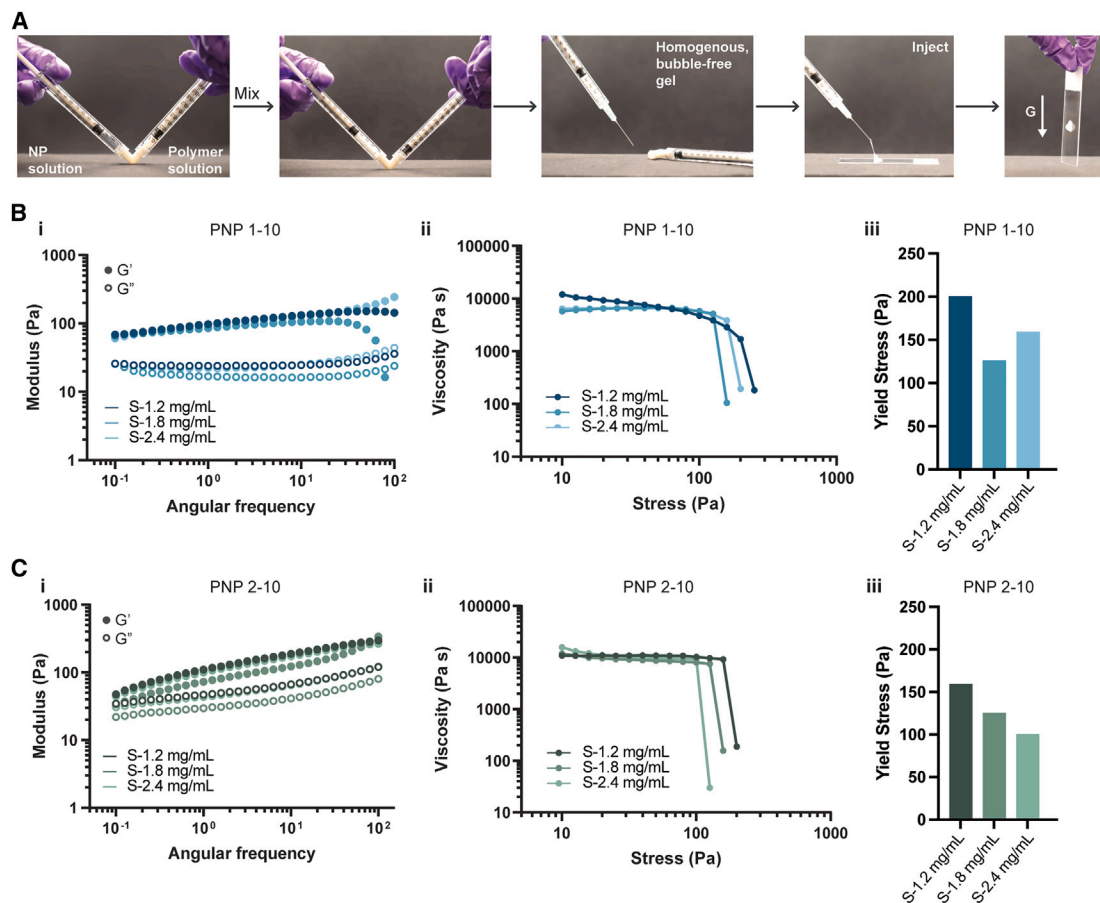 A
NP
solution
Polymer
solution
Mix
Homogenous,
bubble-free
gel
Inject
G
B
i
PNP 1-10
1000
100
10
1
Modulus (Pa)
G'
G"
S-1.2 mg/mL
S-1.8 mg/mL
S-2.4 mg/mL
10-1
100
101
102
Angular frequency
ii
PNP 1-10
100000
10000
1000
100
10
Viscosity (Pa s)
S-1.2 mg/mL
S-1.8 mg/mL
S-2.4 mg/mL
10
100
1000
Stress (Pa)
iii
PNP 1-10
250
200
150
100
50
0
Yield Stress (Pa)
S-1.2 mg/mL
S-1.8 mg/mL
S-2.4 mg/mL
C
i
PNP 2-10
1000
100
10
1
Modulus (Pa)
G'
G"
S-1.2 mg/mL
S-1.8 mg/mL
S-2.4 mg/mL
10-1
100
101
102
Angular frequency
ii
PNP 2-10
100000
10000
1000
100
10
Viscosity (Pa s)
S-1.2 mg/mL
S-1.8 mg/mL
S-2.4 mg/mL
10
100
1000
Stress (Pa)
iii
PNP 2-10
250
200
150
100
50
0
Yield Stress (Pa)
S-1.2 mg/mL
S-1.8 mg/mL
S-2.4 mg/mL